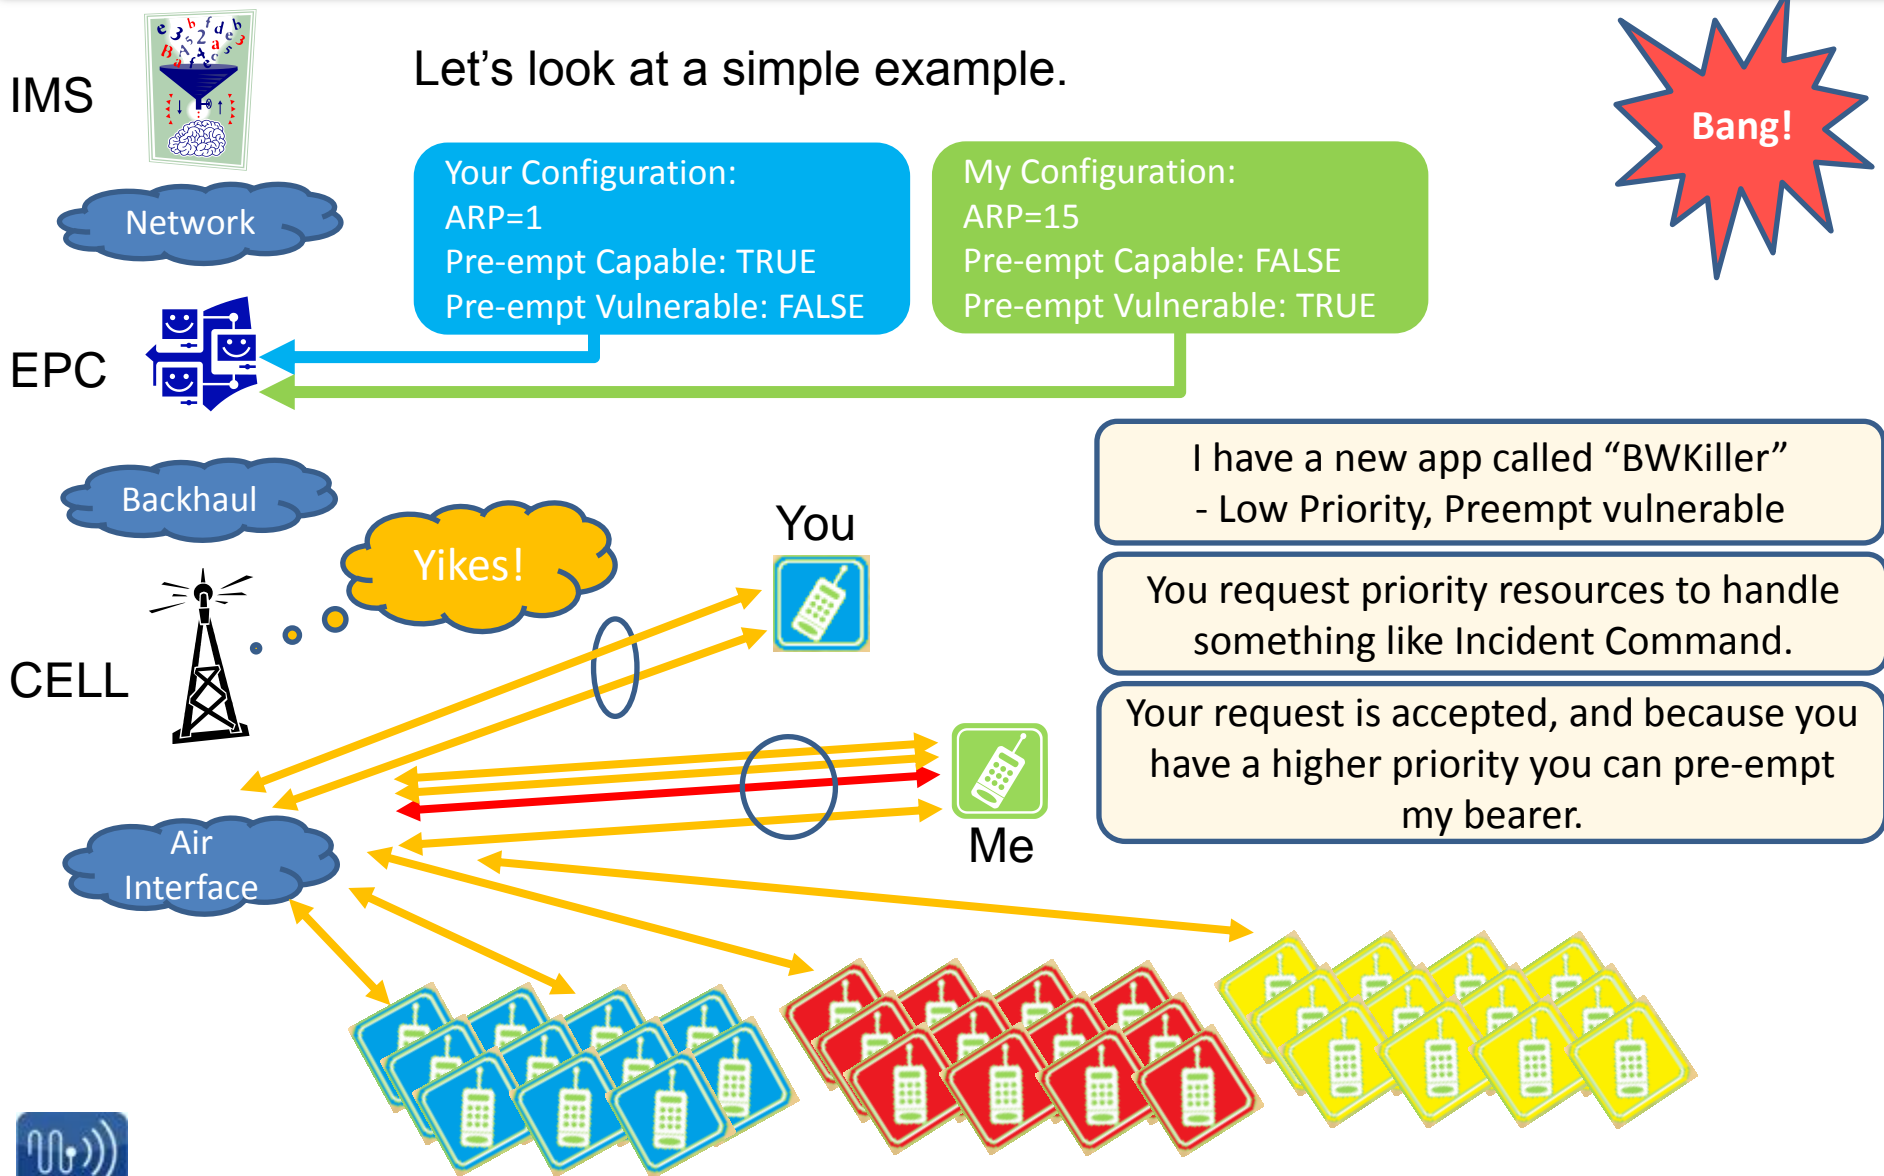 IMS
Let's look at a simple example.
Bang!
Network
Your Configuration:
ARP=1
Pre-empt Capable: TRUE
Pre-empt Vulnerable: FALSE
My Configuration:
ARP=15
Pre-empt Capable: FALSE
Pre-empt Vulnerable: TRUE
EPC
I have a new app called “BWKiller”
- Low Priority, Preempt vulnerable
Backhaul
Yikes!
You
You request priority resources to handle
something like Incident Command.
CELL
Your request is accepted, and because you
have a higher priority you can pre-empt
my bearer.
Me
Air
Interface